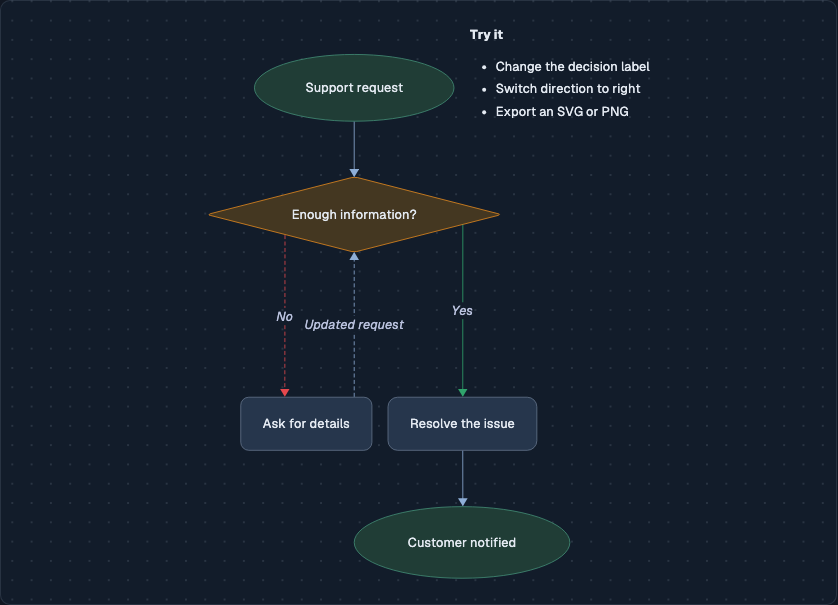 Try it
Change the decision label
Switch direction to right
Export an SVG or PNG
Support request
Enough information?
No
Updated request
Yes
Ask for details
Resolve the issue
Customer notified